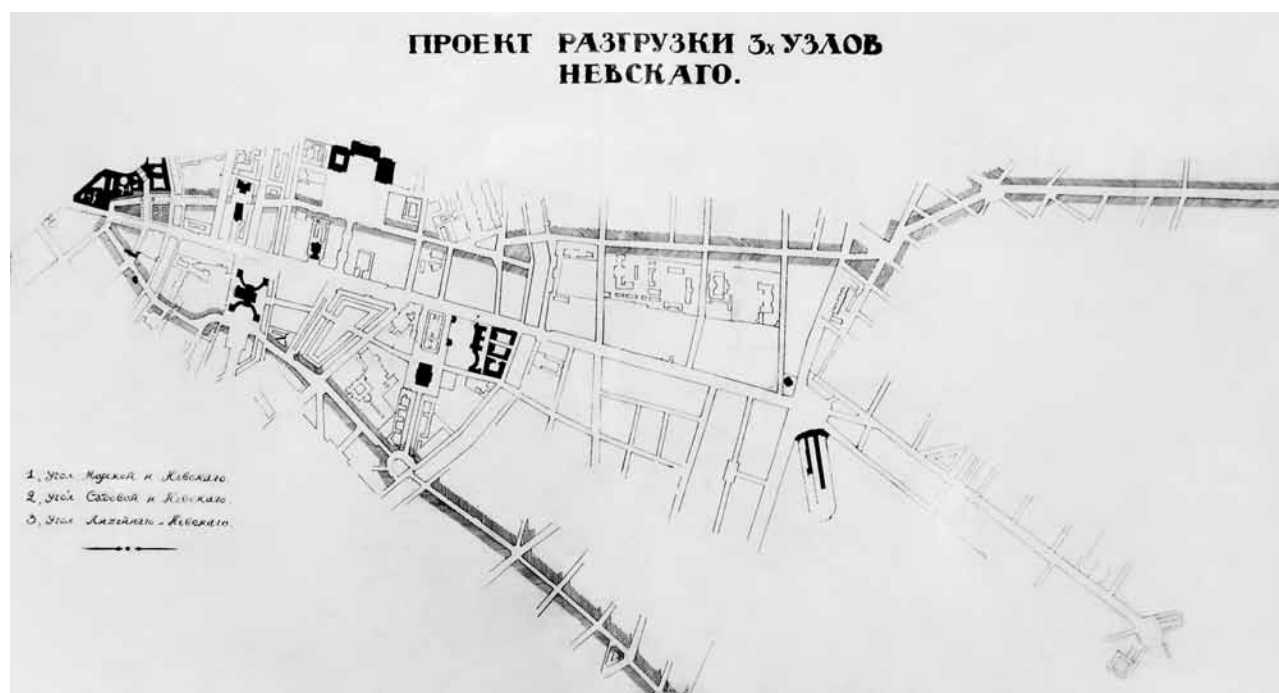 ПРОЕКТ РАЗГРУЗКИ 3х УЗЛОВ
НЕВСКАГО.
1, Угол Морской и Невскаго.
2, Угол Садовой и Невскаго.
3, Угол Литейнаго - Невскаго.